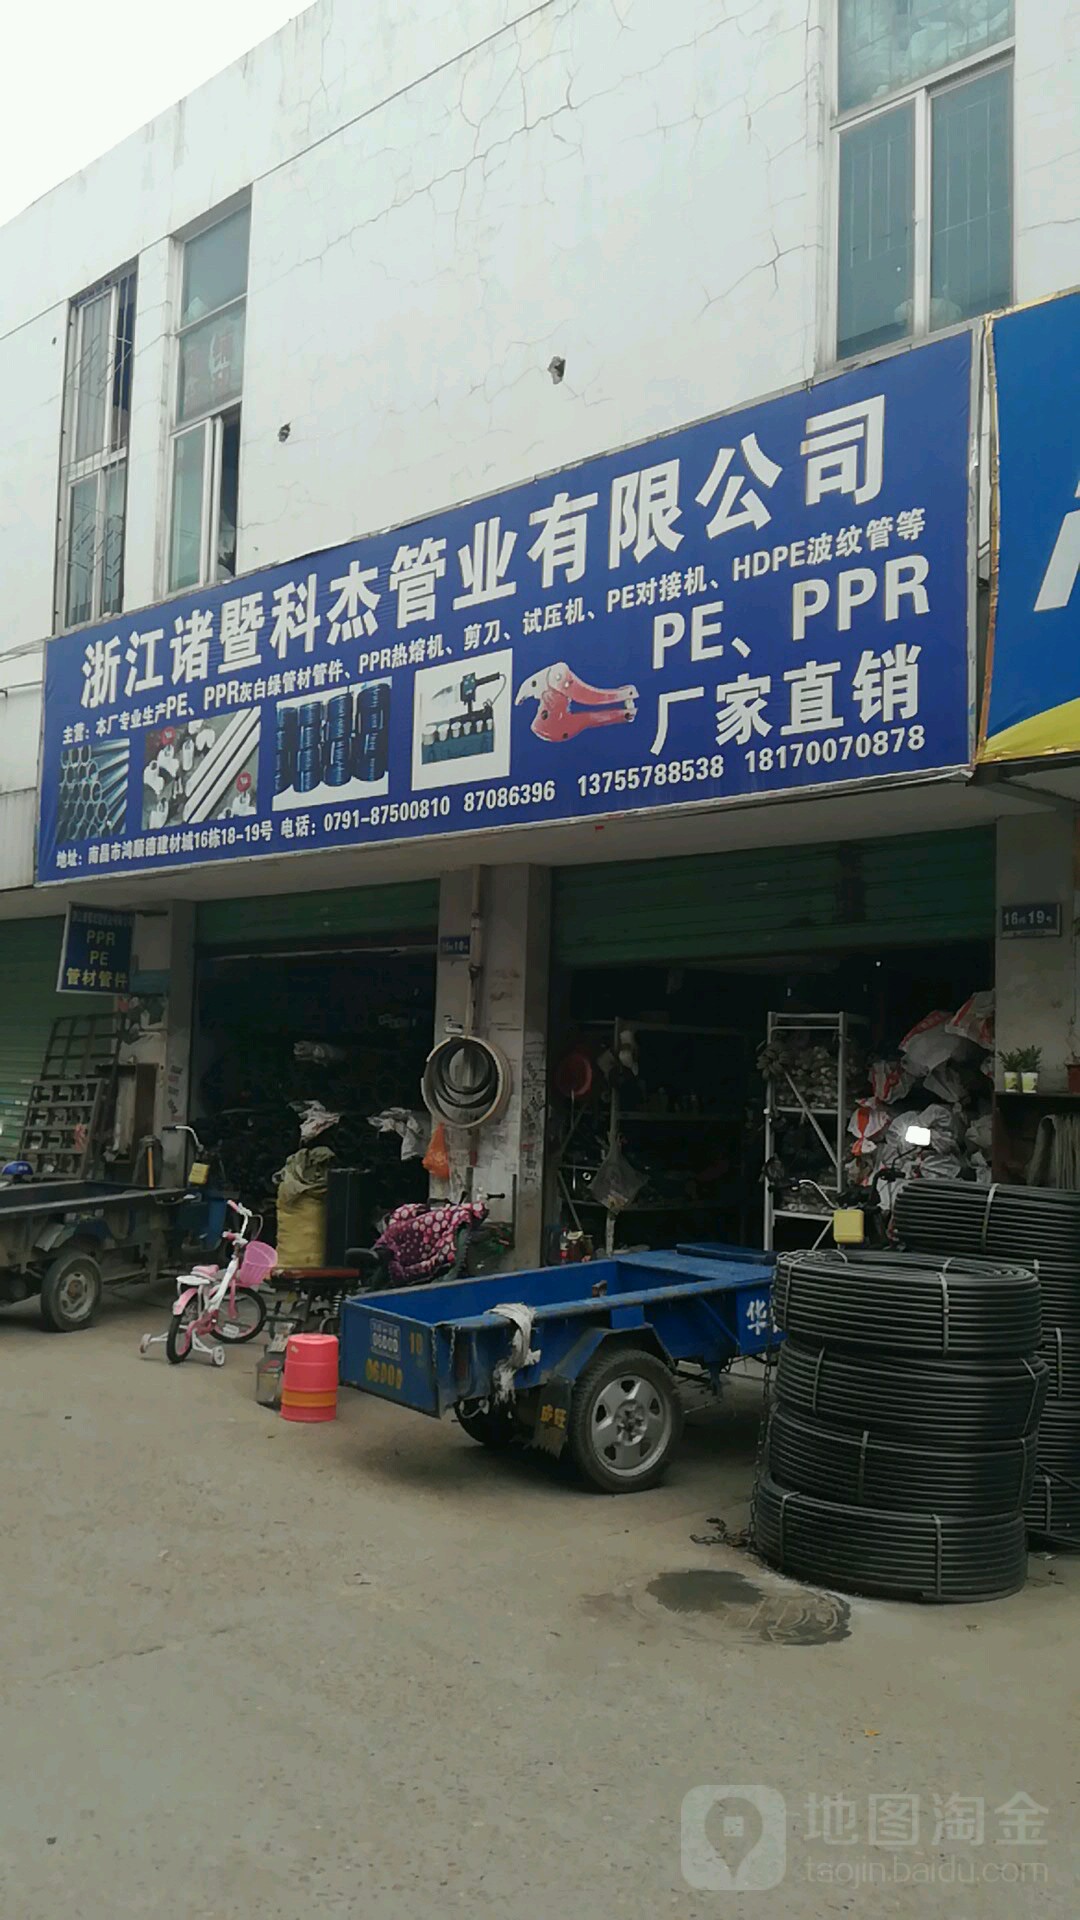 浙江诸暨科杰管业有限公司
主营：本厂专业生产PE、PPR灰白绿管材管件、PPR热熔机、剪刀、试压机、PE对接机、HDPE波纹管等
PE、PPR
厂家直销
地址：南昌市鸿顺德建材城16栋18-19号 电话：0791-87500810 87086396 13755788538 18170070878
PPR
PE
管材管件
16栋19号
华
10
06000
地图淘金
tsojin.baidu.com